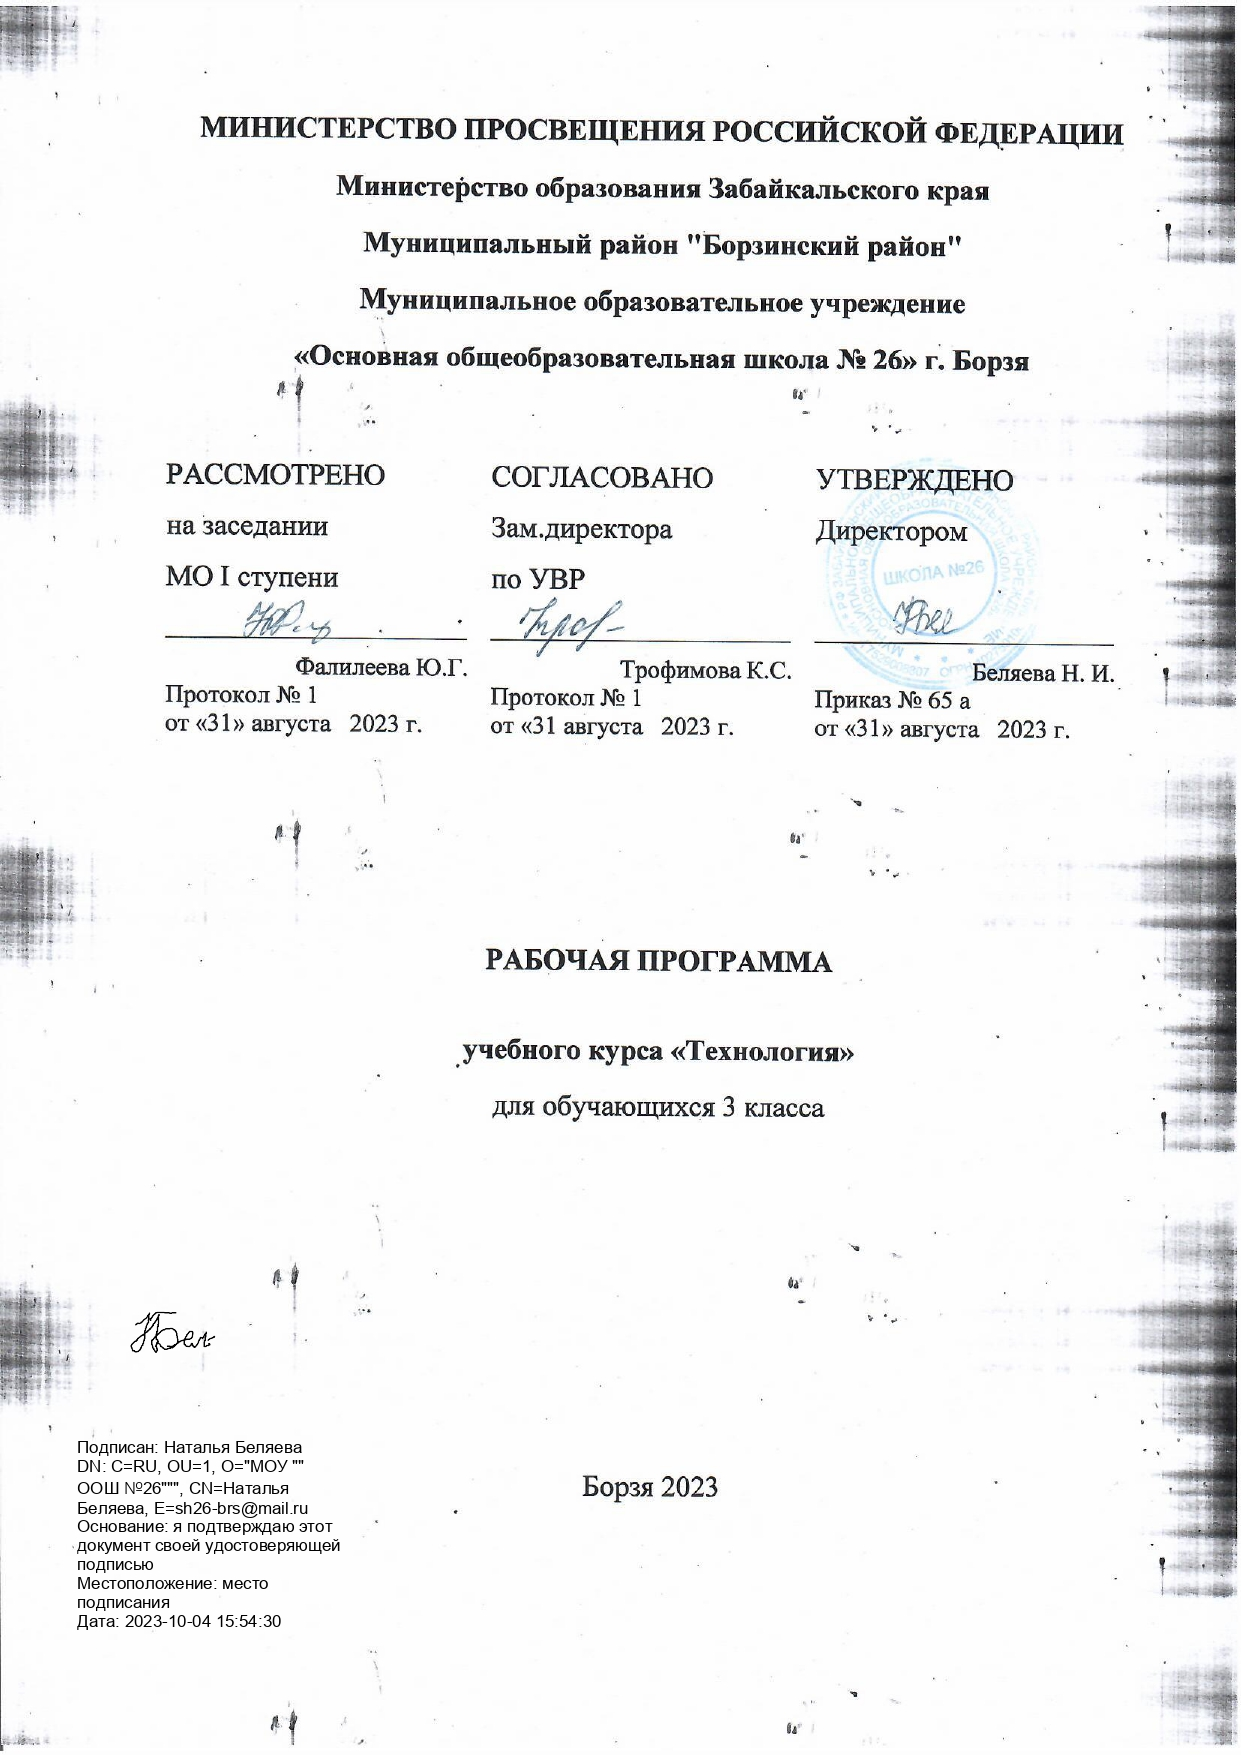 МИНИСТЕРСТВО ПРОСВЕЩЕНИЯ РОССИЙСКОЙ ФЕДЕРАЦИИ
Министерство образования Забайкальского края
Муниципальный район "Борзинский район"
Муниципальное образовательное учреждение
«Основная общеобразовательная школа № 26» г. Борзя
РАССМОТРЕНО
на заседании
МО I ступени
Фалилеева Ю.Г.
Протокол № 1
от «31» августа 2023 г.
СОГЛАСОВАНО
Зам.директора
по УВР
Трофимова К.С.
Протокол № 1
от «31 августа 2023 г.
УТВЕРЖДЕНО
Директором
ШКОЛА №26
Беляева Н. И.
Приказ № 65 а
от «31» августа 2023 г.
РАБОЧАЯ ПРОГРАММА
учебного курса «Технология»
для обучающихся 3 класса
Подписан: Наталья Беляева
DN: C=RU, OU=1, O="МОУ ""
ООШ №26""", CN=Наталья
Беляева, E=sh26-brs@mail.ru
Основание: я подтверждаю этот
документ своей удостоверяющей
подписью
Местоположение: место
подписания
Дата: 2023-10-04 15:54:30
Борзя 2023